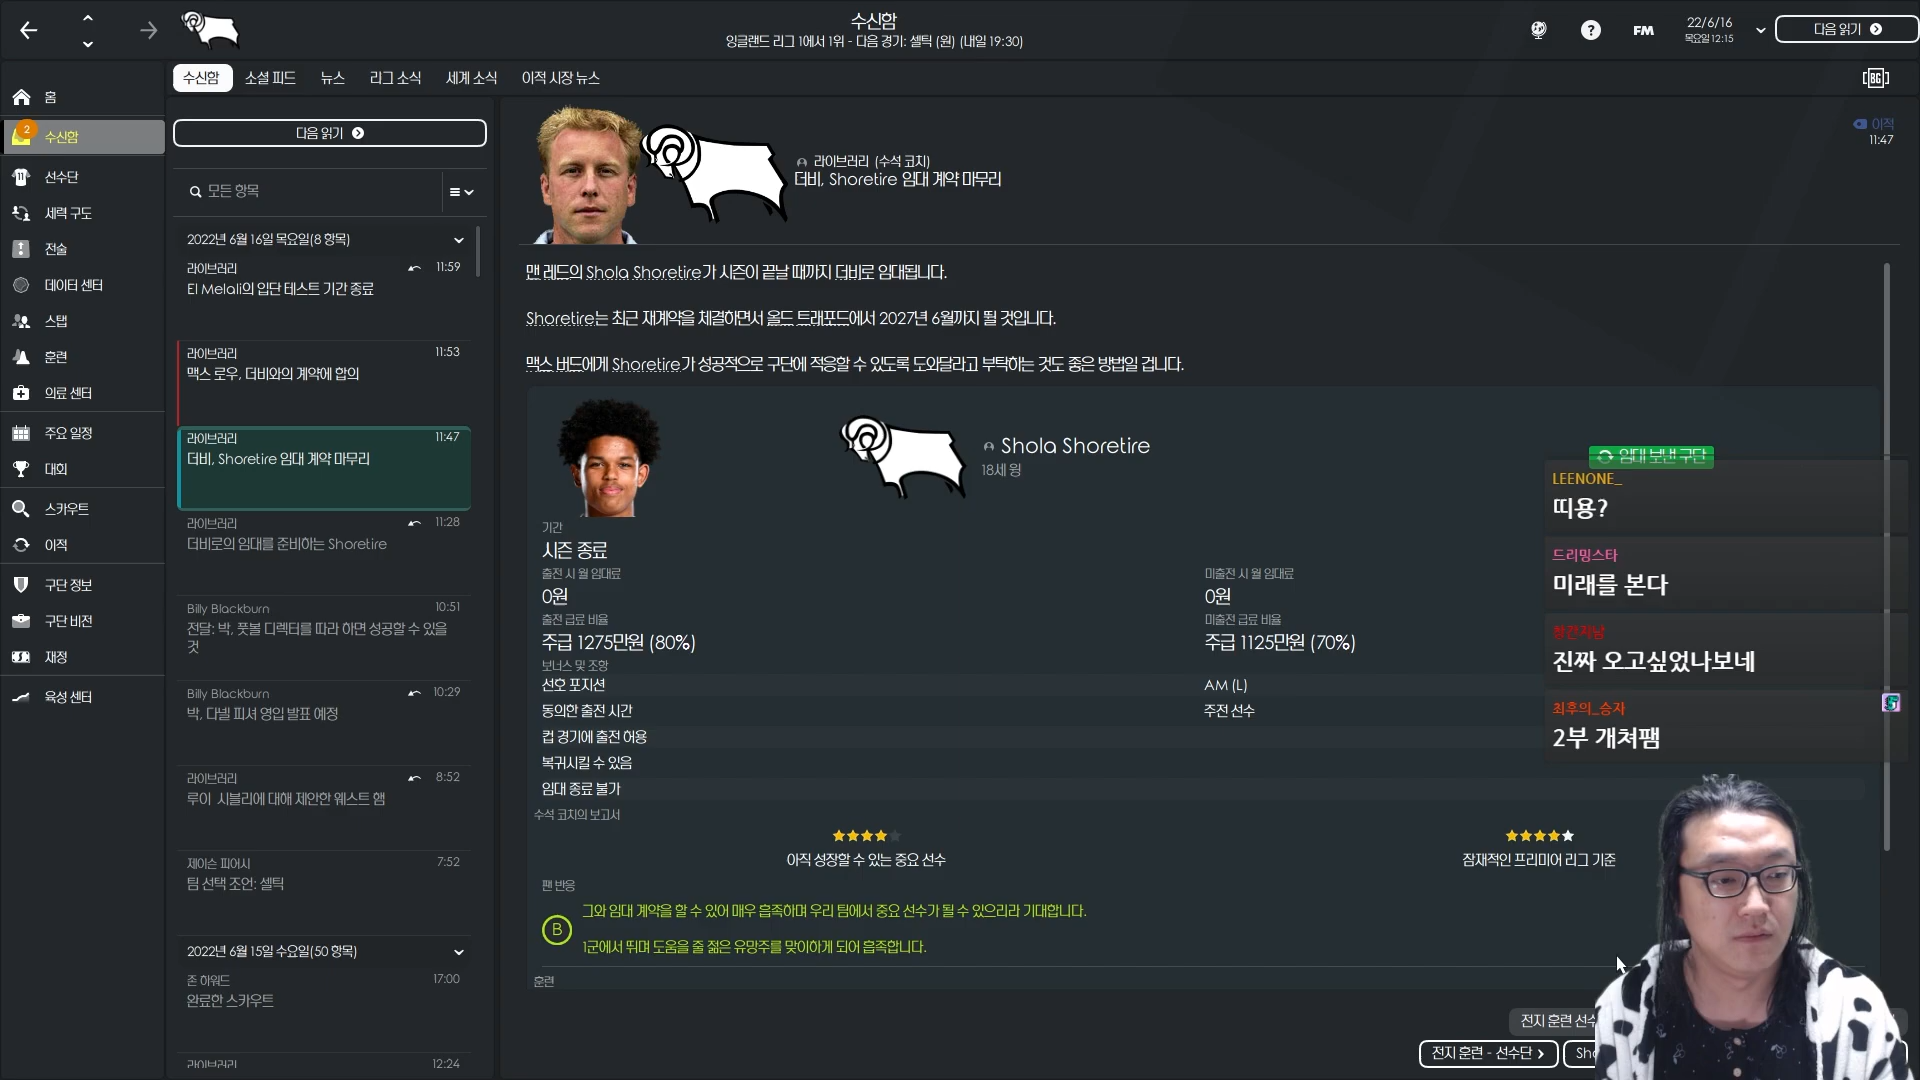 수신함
잉글랜드 리그 1에서 1위 - 다음 경기: 셀틱 (원) (내일 19:30)
FM
22/6/16
목요일 12:15
다음 읽기
홈
2
수신함
선수단
세력 구도
전술
데이터 센터
스탭
훈련
의료 센터
주요 일정
대회
스카우트
이적
구단 정보
구단 비전
재정
육성 센터
수신함 소셜 피드 뉴스 리그 소식 세계 소식 이적 시장 뉴스
다음 읽기
모든 항목
2022년 6월 16일 목요일(8 항목)
라이브러리 11:59
El Melali의 입단 테스트 기간 종료
라이브러리 11:53
맥스 로우, 더비와의 계약에 합의
라이브러리 11:47
더비, Shoretire 임대 계약 마무리
라이브러리 11:28
더비로의 임대를 준비하는 Shoretire
Billy Blackburn 10:51
전달: 박, 풋볼 디렉터를 따라 하면 성공할 수 있을
것
Billy Blackburn 10:29
박, 다넬 피셔 영입 발표 예정
라이브러리 8:52
루이 시블리에 대해 제안한 웨스트 햄
제이슨 피어시 7:52
팀 선택 조언: 셀틱
2022년 6월 15일 수요일(50 항목)
존 하워드 17:00
완료한 스카우트
라이브러리 12:24
라이브러리 (수석 코치)
더비, Shoretire 임대 계약 마무리
이적
11:47
맨 레드의 Shola Shoretire가 시즌이 끝날 때까지 더비로 임대됩니다.
Shoretire는 최근 재계약을 체결하면서 올드 트래포드에서 2027년 6월까지 뛸 것입니다.
맥스 버드에게 Shoretire가 성공적으로 구단에 적응할 수 있도록 도와달라고 부탁하는 것도 좋은 방법일 겁니다.
Shola Shoretire
18세 윙
임대 보낸 구단
기간
시즌 종료
출전 시 월 임대료
0원
미출전 시 월 임대료
0원
출전 급료 비율
주급 1275만원 (80%)
미출전 급료 비율
주급 1125만원 (70%)
보너스 및 조항
선호 포지션 AM (L)
동의한 출전 시간 주전 선수
컵 경기에 출전 허용
복귀시킬 수 있음
임대 종료 불가
수석 코치의 보고서
아직 성장할 수 있는 중요 선수
잠재적인 프리미어 리그 기준
팬 반응
B
그와 임대 계약을 할 수 있어 매우 흡족하며 우리 팀에서 중요 선수가 될 수 있으리라 기대합니다.
1군에서 뛰며 도움을 줄 젊은 유망주를 맞이하게 되어 흡족합니다.
훈련
전지 훈련 선수
전지 훈련 - 선수단
Sho
LEENONE_
띠용?
드리밍스타
미래를 본다
진짜 오고싶었나보네
최후의_승자
2부 개쳐팸